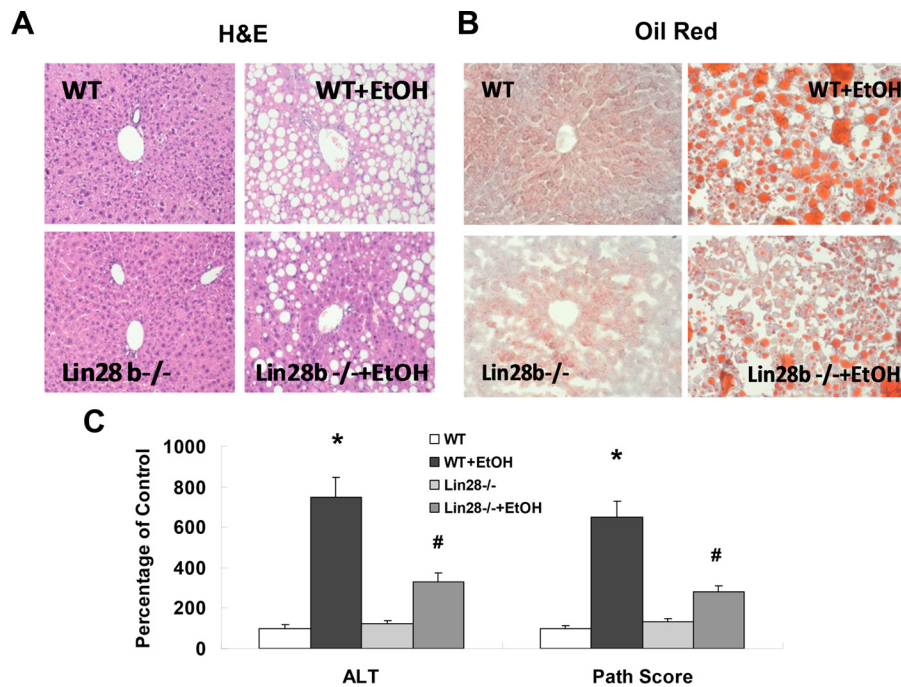 A
H&E
WT
WT+EtOH
Lin28 b-/-
Lin28b -/-+EtOH
B
Oil Red
WT
WT+EtOH
Lin28b-/-
Lin28b -/-+EtOH
C
Percentage of Control
1000
800
600
400
200
0
*
#
*
#
WT
WT+EtOH
Lin28-/-
Lin28-/-+EtOH
ALT
Path Score